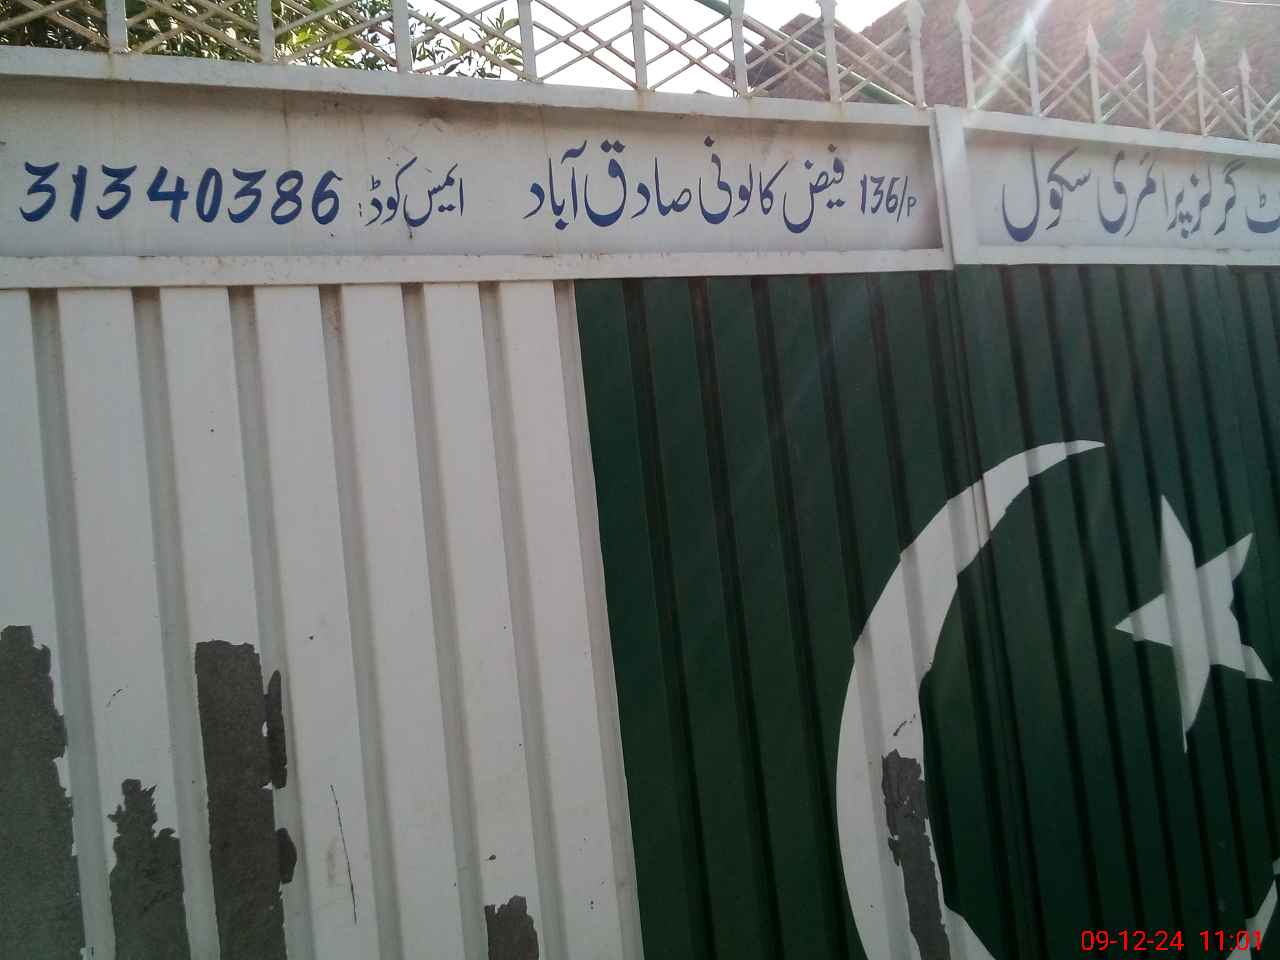 گرلز پرائمری سکول 136/P فیض کالونی صادق آباد ایمس کوڈ: 31340386
09-12-24 11:01